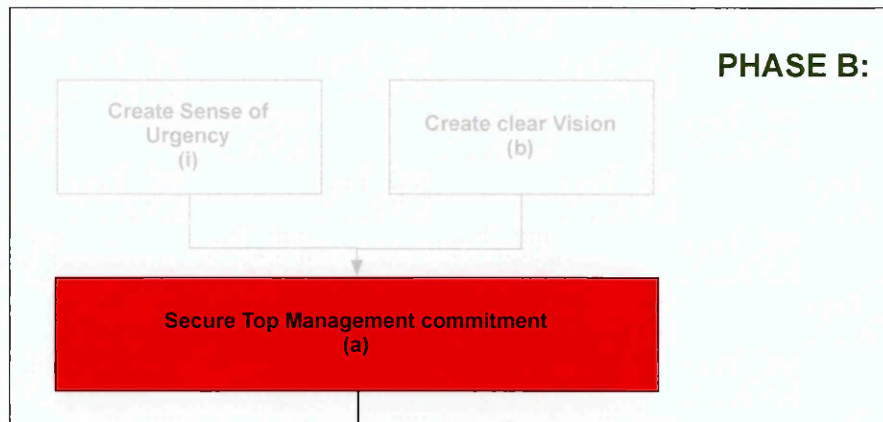 PHASE B:
Create Sense of
Urgency
(i)
Create clear Vision
(b)
Secure Top Management commitment
(a)